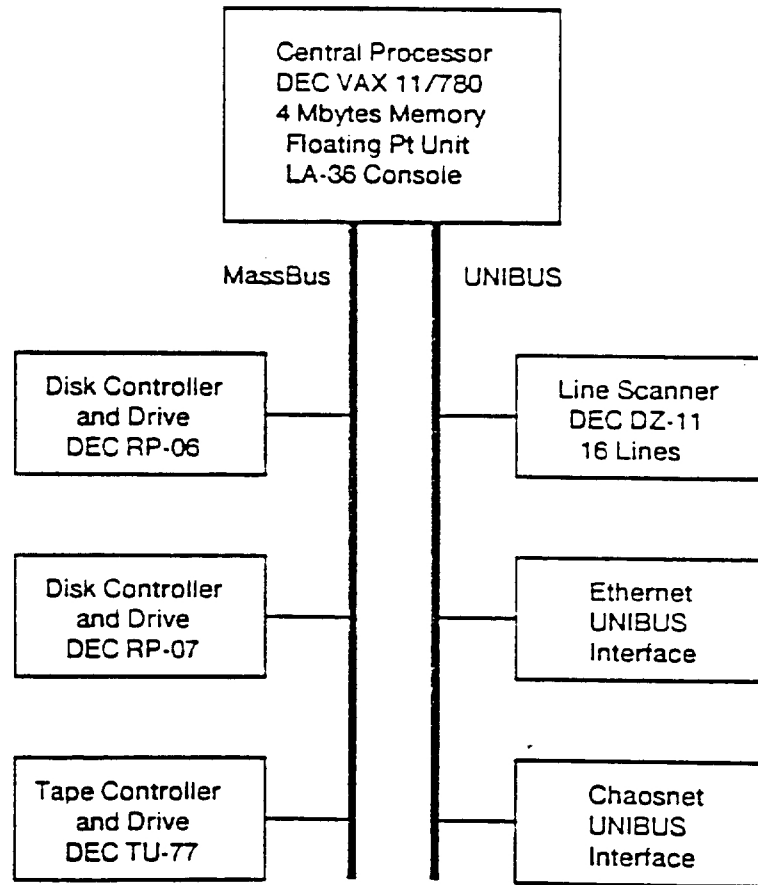 Central Processor
DEC VAX 11/780
4 Mbytes Memory
Floating Pt Unit
LA-36 Console
MassBus
UNIBUS
Disk Controller
and Drive
DEC RP-06
Line Scanner
DEC DZ-11
16 Lines
Disk Controller
and Drive
DEC RP-07
Ethernet
UNIBUS
Interface
Tape Controller
and Drive
DEC TU-77
Chaosnet
UNIBUS
Interface